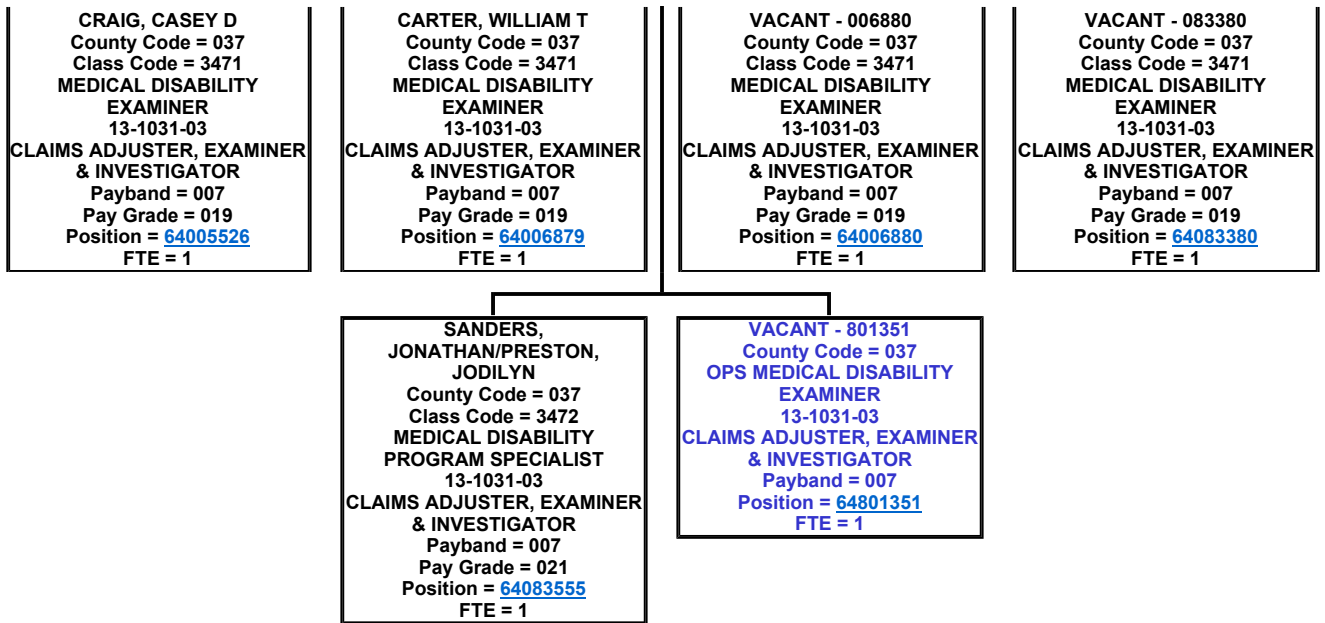 CRAIG, CASEY D
County Code = 037
Class Code = 3471
MEDICAL DISABILITY
EXAMINER
13-1031-03
CLAIMS ADJUSTER, EXAMINER
& INVESTIGATOR
Payband = 007
Pay Grade = 019
Position = 64005526
FTE = 1
CARTER, WILLIAM T
County Code = 037
Class Code = 3471
MEDICAL DISABILITY
EXAMINER
13-1031-03
CLAIMS ADJUSTER, EXAMINER
& INVESTIGATOR
Payband = 007
Pay Grade = 019
Position = 64006879
FTE = 1
VACANT - 006880
County Code = 037
Class Code = 3471
MEDICAL DISABILITY
EXAMINER
13-1031-03
CLAIMS ADJUSTER, EXAMINER
& INVESTIGATOR
Payband = 007
Pay Grade = 019
Position = 64006880
FTE = 1
VACANT - 083380
County Code = 037
Class Code = 3471
MEDICAL DISABILITY
EXAMINER
13-1031-03
CLAIMS ADJUSTER, EXAMINER
& INVESTIGATOR
Payband = 007
Pay Grade = 019
Position = 64083380
FTE = 1
SANDERS,
JONATHAN/PRESTON,
JODILYN
County Code = 037
Class Code = 3472
MEDICAL DISABILITY
PROGRAM SPECIALIST
13-1031-03
CLAIMS ADJUSTER, EXAMINER
& INVESTIGATOR
Payband = 007
Pay Grade = 021
Position = 64083555
FTE = 1
VACANT - 801351
County Code = 037
OPS MEDICAL DISABILITY
EXAMINER
13-1031-03
CLAIMS ADJUSTER, EXAMINER
& INVESTIGATOR
Payband = 007
Position = 64801351
FTE = 1